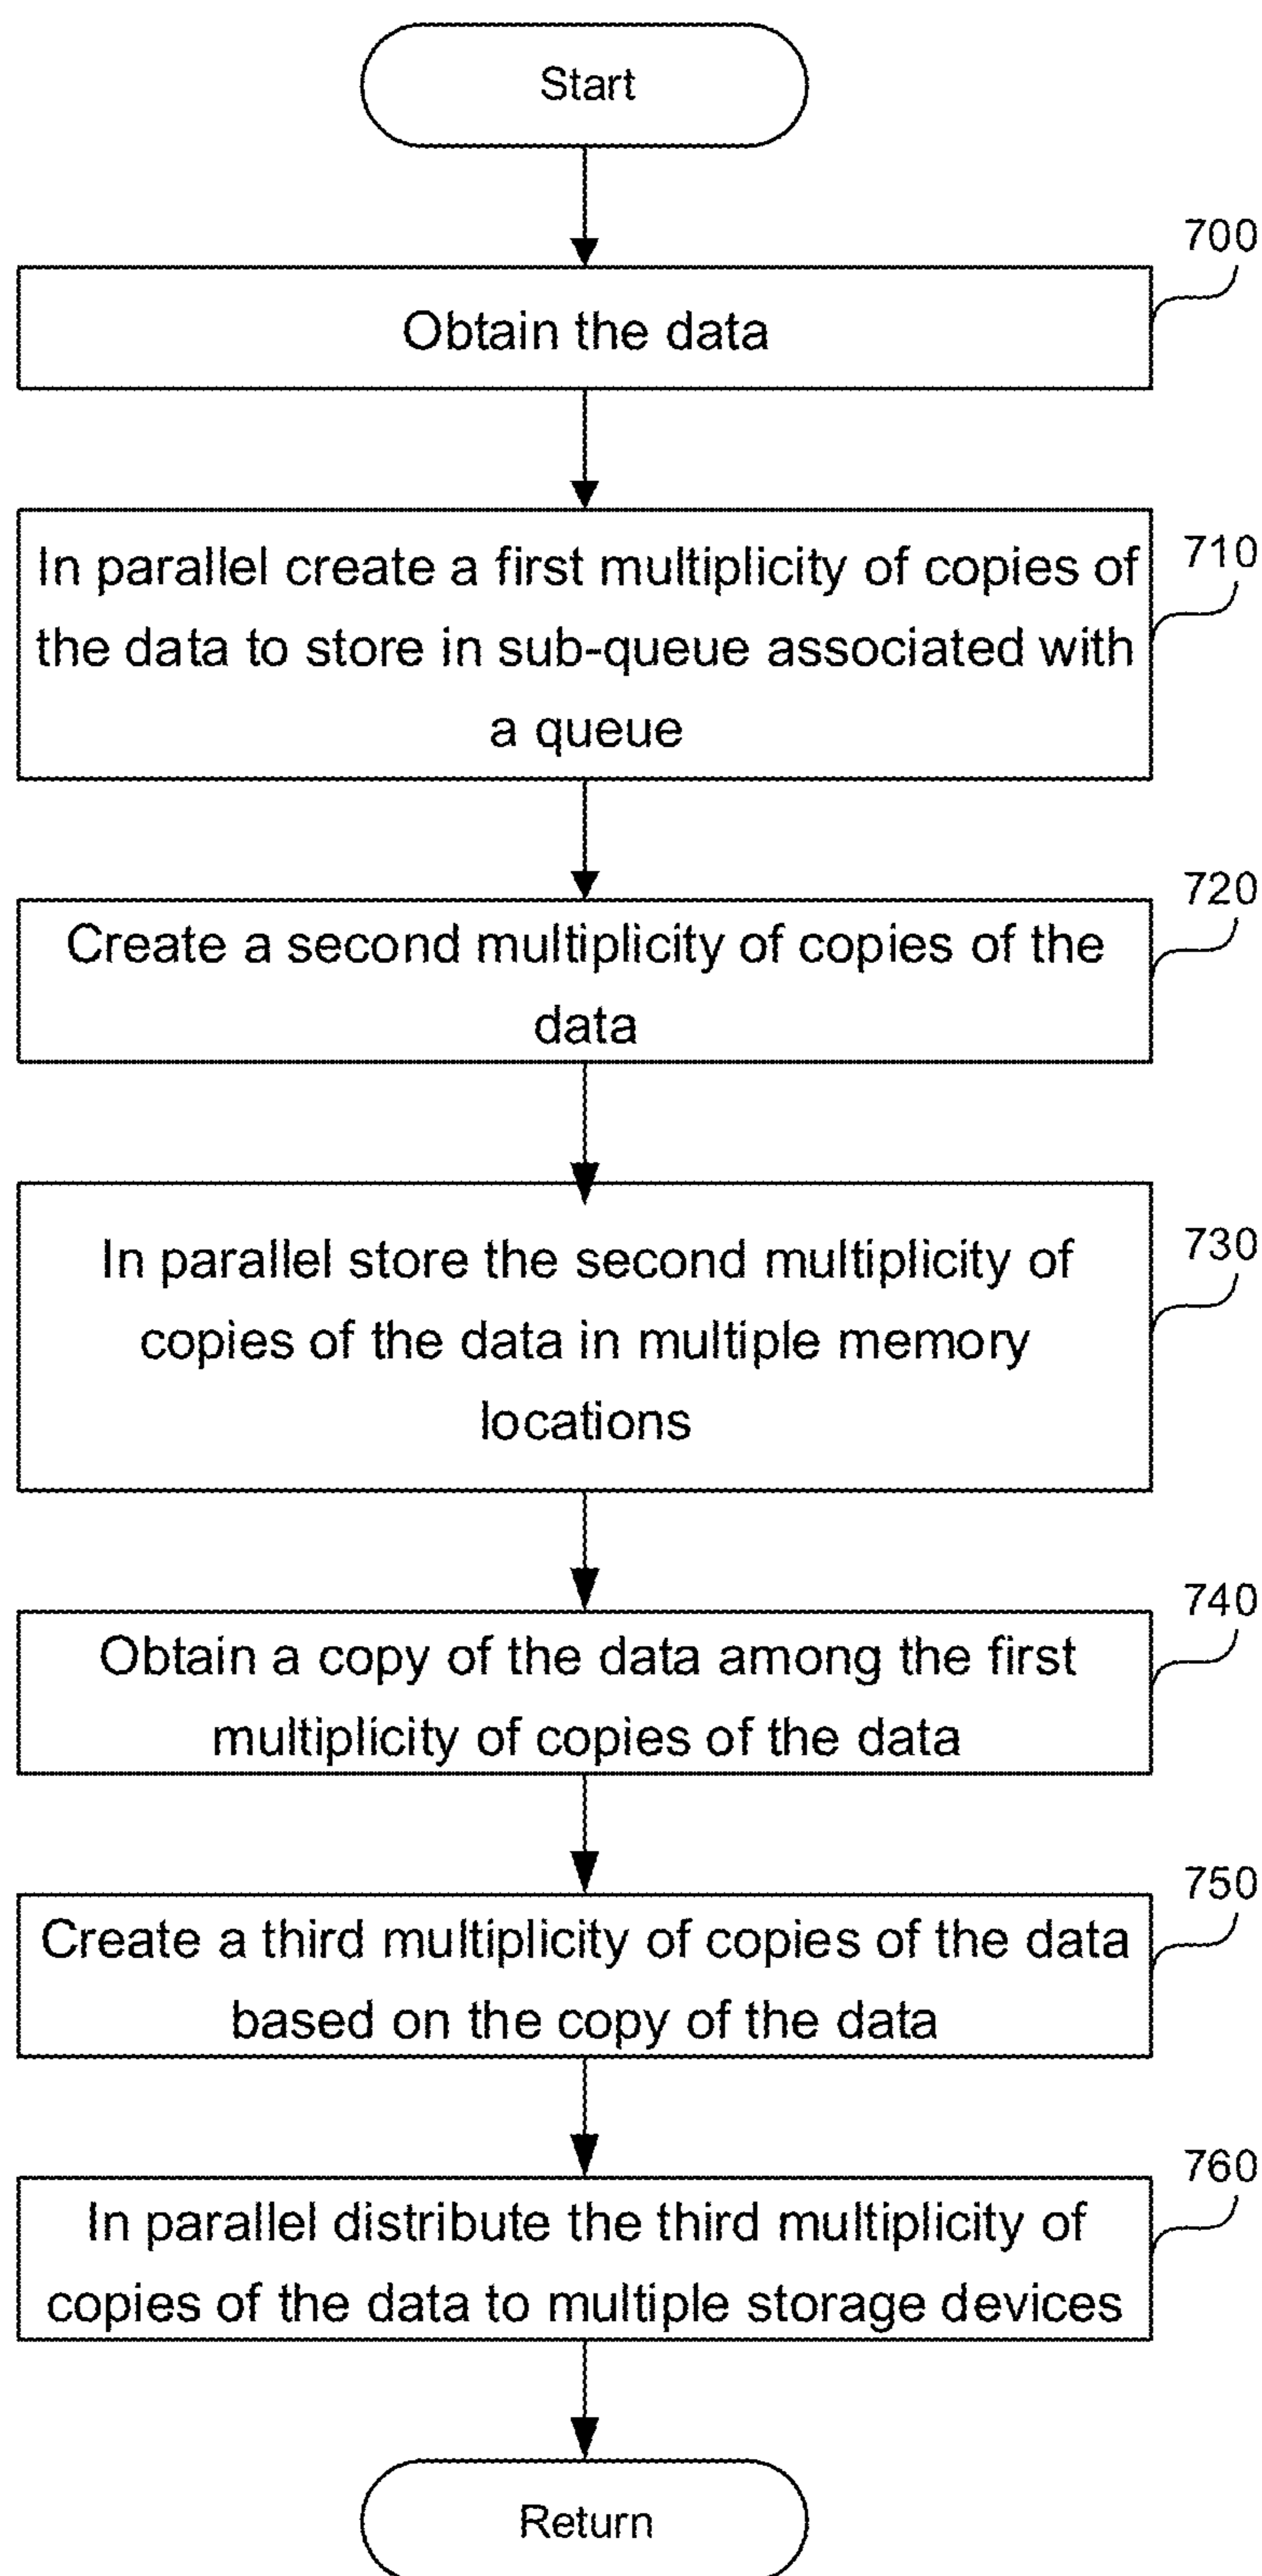 Start
700
Obtain the data
710
In parallel create a first multiplicity of copies of
the data to store in sub-queue associated with
a queue
720
Create a second multiplicity of copies of the
data
730
In parallel store the second multiplicity of
copies of the data in multiple memory
locations
740
Obtain a copy of the data among the first
multiplicity of copies of the data
750
Create a third multiplicity of copies of the data
based on the copy of the data
760
In parallel distribute the third multiplicity of
copies of the data to multiple storage devices
Return